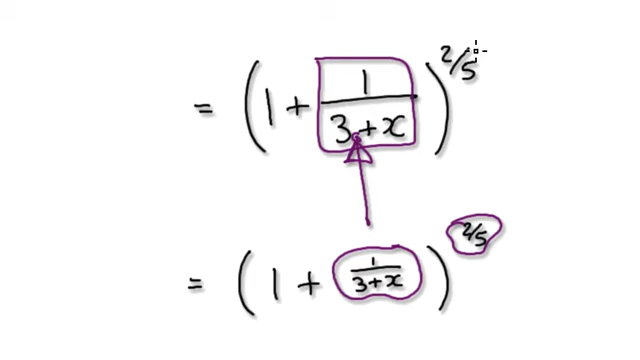 = (1 + 1/(3+x))^2/5
= (1 + 1/(3+x))^2/5